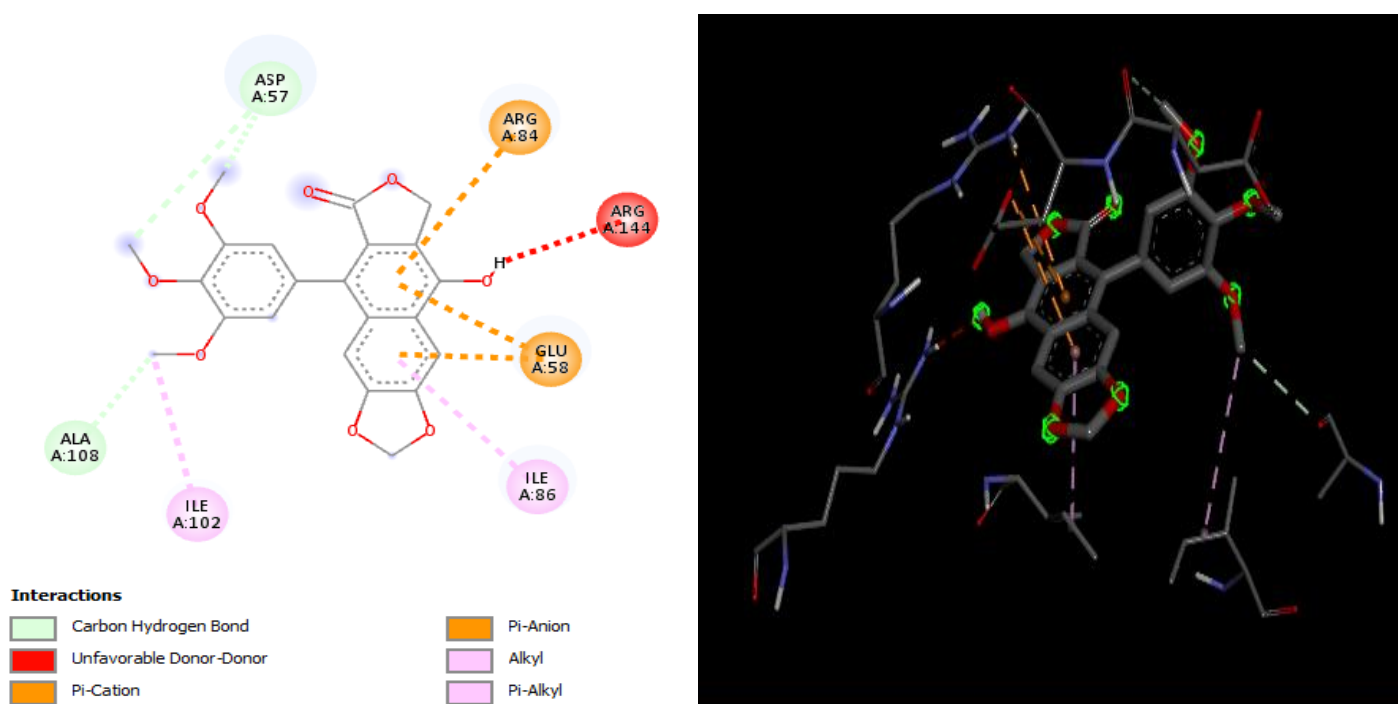 ASP
A:57
ARG
A:84
ARG
A:144
O
O
H
O
O
O
O
GLU
A:58
O
O
ALA
A:108
ILE
A:86
ILE
A:102
Interactions
Carbon Hydrogen Bond
Unfavorable Donor-Donor
Pi-Cation
Pi-Anion
Alkyl
Pi-Alkyl